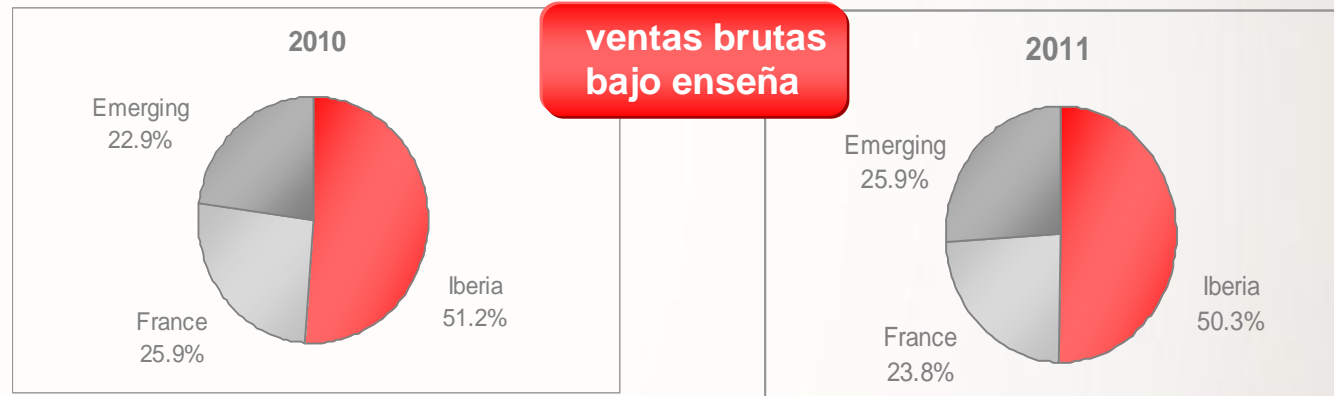 2010
Emerging
22.9%
France
25.9%
Iberia
51.2%
ventas brutas
bajo enseña
2011
Emerging
25.9%
France
23.8%
Iberia
50.3%